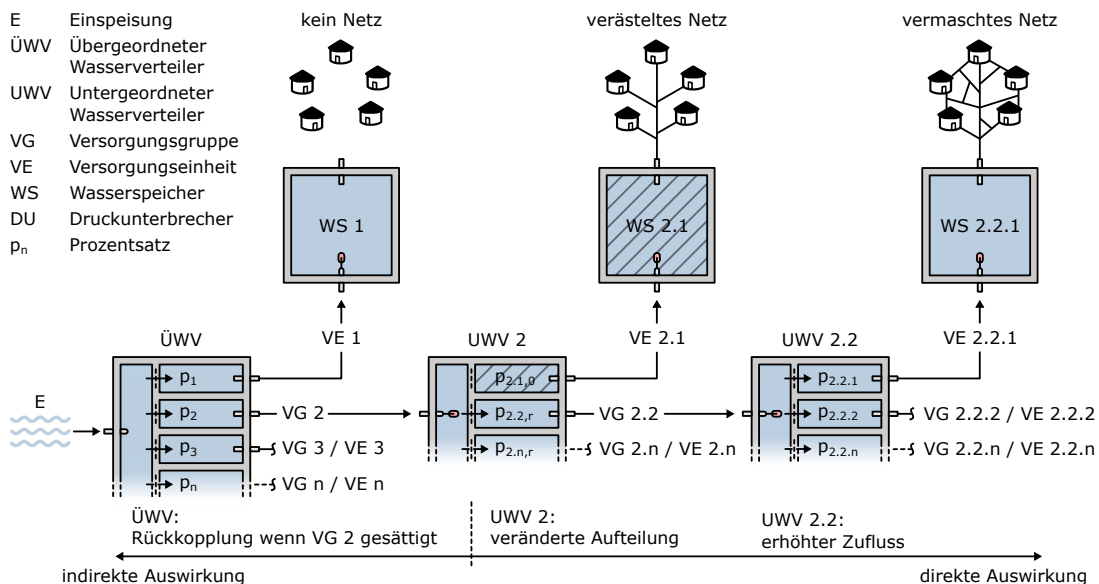 E Einspeisung
ÜWV Übergeordneter
Wasserverteiler
UWV Untergeordneter
Wasserverteiler
VG Versorgungsgruppe
VE Versorgungseinheit
WS Wasserspeicher
DU Druckunterbrecher
pn Prozentsatz
kein Netz
verästeltes Netz
vermaschtes Netz
WS 1
WS 2.1
WS 2.2.1
VE 1
VE 2.1
VE 2.2.1
ÜWV
UWV 2
UWV 2.2
E
p1
p2
p3
pn
VG 2
VG 3 / VE 3
VG n / VE n
p2.1,0
p2.2,r
p2.n,r
VG 2.2
VG 2.n / VE 2.n
p2.2.1
p2.2.2
p2.2.n
VG 2.2.2 / VE 2.2.2
VG 2.2.n / VE 2.2.n
ÜWV:
Rückkopplung wenn VG 2 gesättigt
UWV 2:
veränderte Aufteilung
UWV 2.2:
erhöhter Zufluss
indirekte Auswirkung
direkte Auswirkung